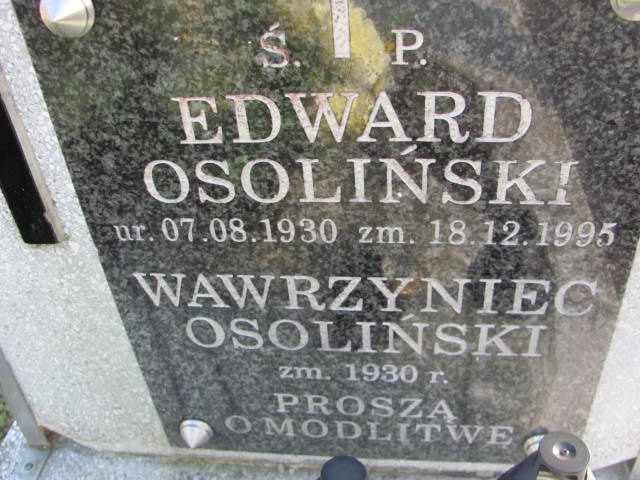 Ś. P.
EDWARD
OSOLIŃSKI
ur. 07.08.1930 zm. 18.12.1995
WAWRZYNIEC
OSOLIŃSKI
zm. 1930 r.
PROSZĄ
O MODLITWĘ